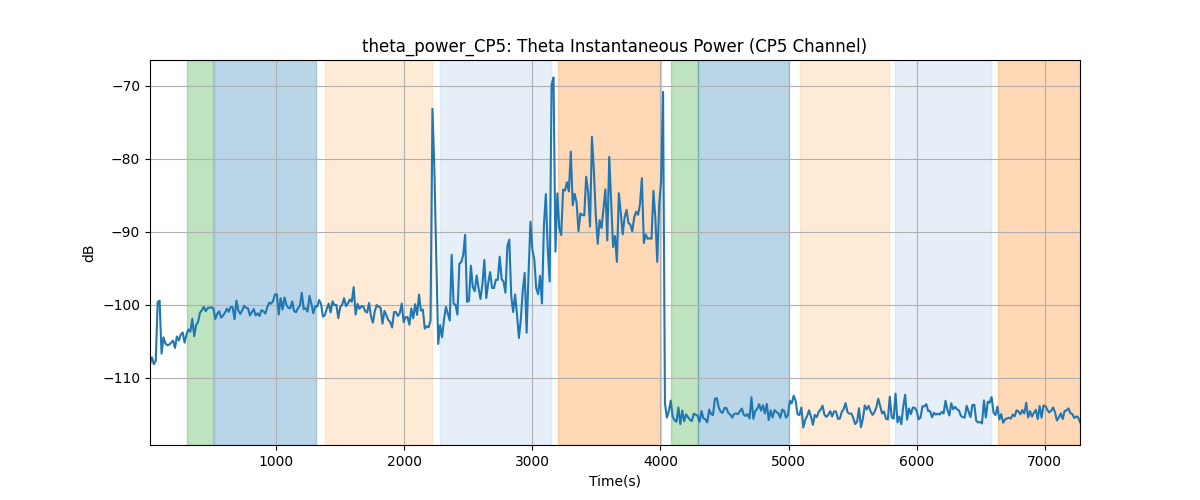 theta_power_CP5: Theta Instantaneous Power (CP5 Channel)
−70
−80
−90
−100
−110
dB
1000 2000 3000 4000 5000 6000 7000
Time(s)